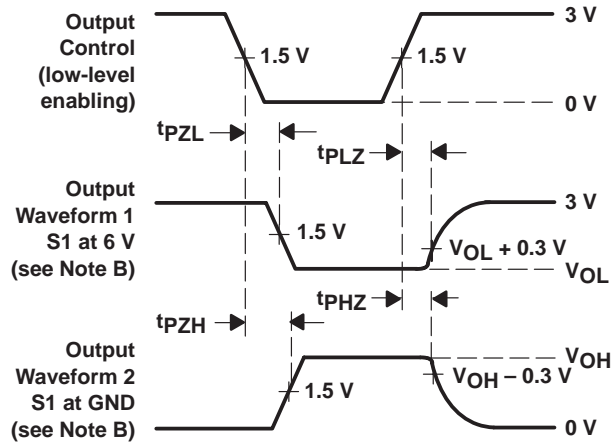 Output
Control
(low-level
enabling)
1.5 V
1.5 V
3 V
0 V
tPZL
tPLZ
Output
Waveform 1
S1 at 6 V
(see Note B)
1.5 V
3 V
VOL + 0.3 V
VOL
tPHZ
tPZH
Output
Waveform 2
S1 at GND
(see Note B)
1.5 V
VOH
VOH – 0.3 V
0 V